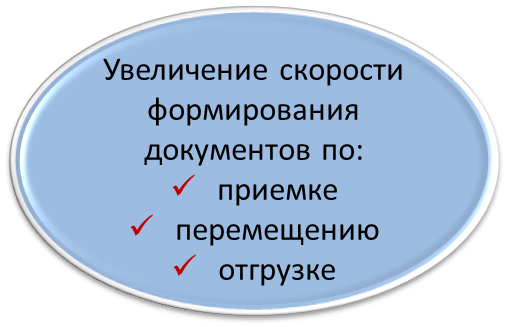 Увеличение скорости
формирования
документов по:
✓ приемке
✓ перемещению
✓ отгрузке